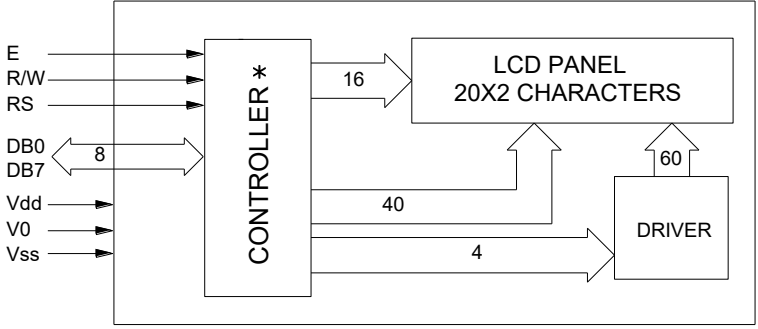 E
R/W
RS
DB0
DB7
8
Vdd
V0
Vss
CONTROLLER *
16
LCD PANEL
20X2 CHARACTERS
40
60
DRIVER
4